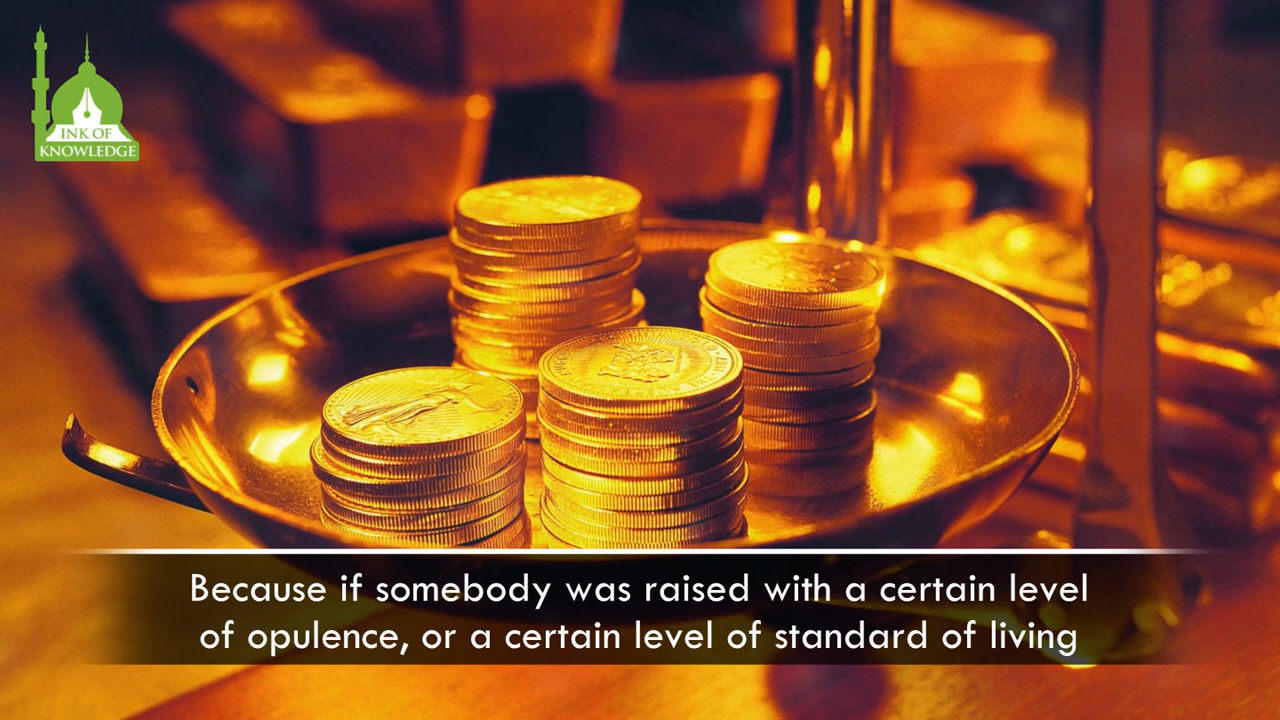 INK OF
KNOWLEDGE
Because if somebody was raised with a certain level
of opulence, or a certain level of standard of living